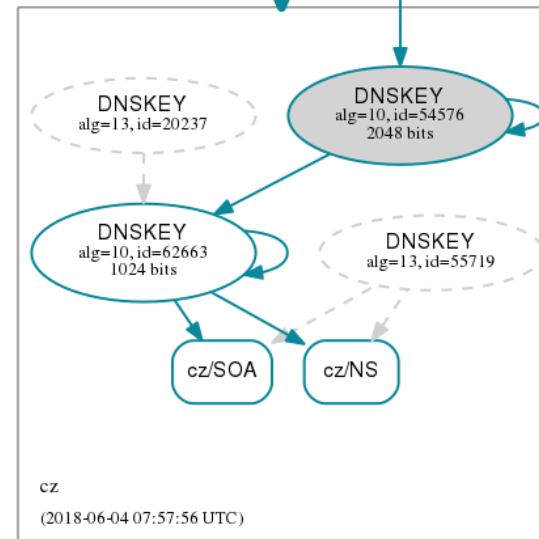 DNSKEY
alg=13, id=20237
DNSKEY
alg=10, id=54576
2048 bits
DNSKEY
alg=10, id=62663
1024 bits
DNSKEY
alg=13, id=55719
cz/SOA
cz/NS
cz
(2018-06-04 07:57:56 UTC)